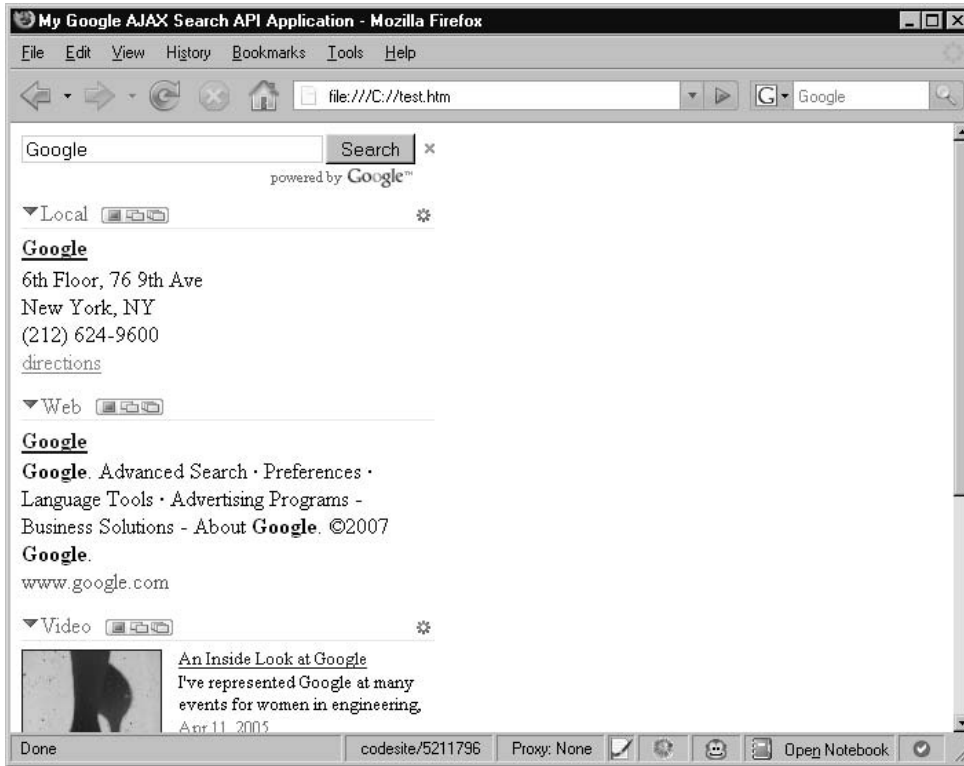 My Google AJAX Search API Application - Mozilla Firefox
File Edit View History Bookmarks Tools Help
file:///C://test.htm
G Google
Google Search ×
powered by Google™
Local
Google
6th Floor, 76 9th Ave
New York, NY
(212) 624-9600
directions
Web
Google
Google. Advanced Search · Preferences ·
Language Tools · Advertising Programs -
Business Solutions - About Google. ©2007
Google.
www.google.com
Video
An Inside Look at Google
I've represented Google at many
events for women in engineering,
Apr 11, 2005
Done codesite/5211796 Proxy: None Open Notebook